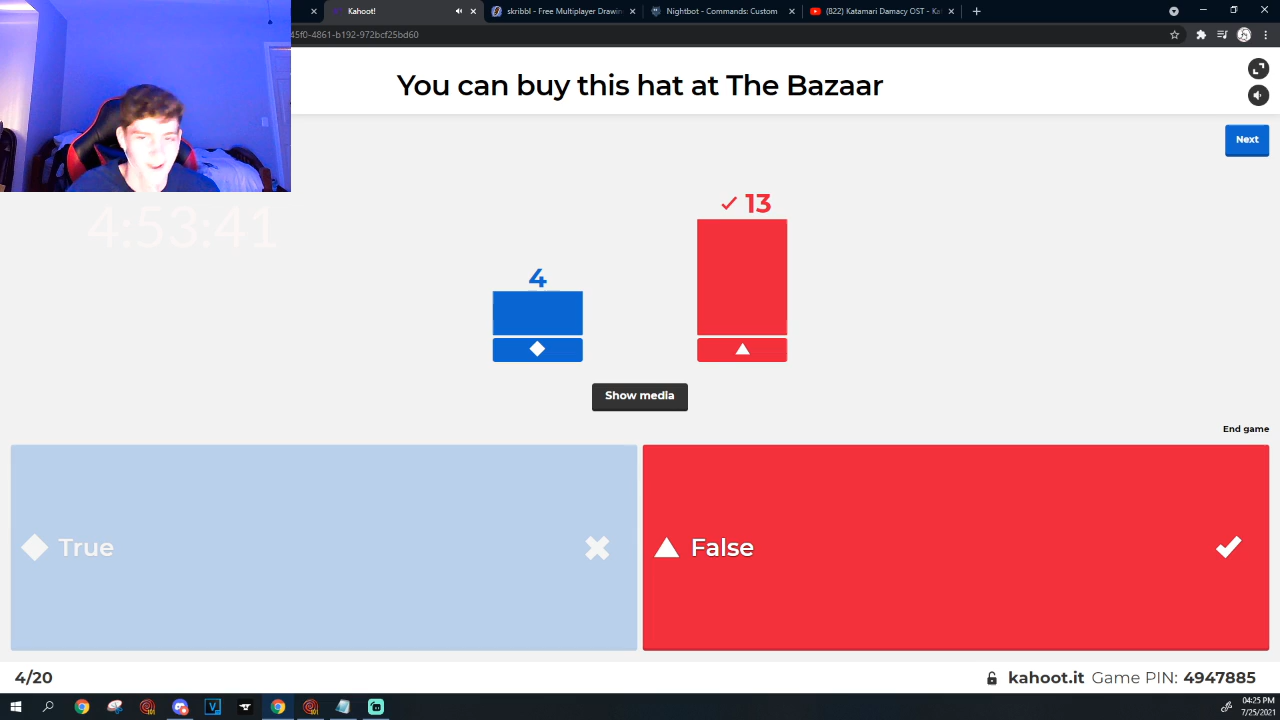 Kahoot!
skribbl - Free Multiplayer Drawin
Nightbot - Commands: Custom
(822) Katamari Damacy OST - Ka
45f0-4861-b192-972bcf25bd60
You can buy this hat at The Bazaar
Next
4:53:41
4
13
Show media
End game
True
False
4/20
kahoot.it Game PIN: 4947885
04:25 PM
7/25/2021